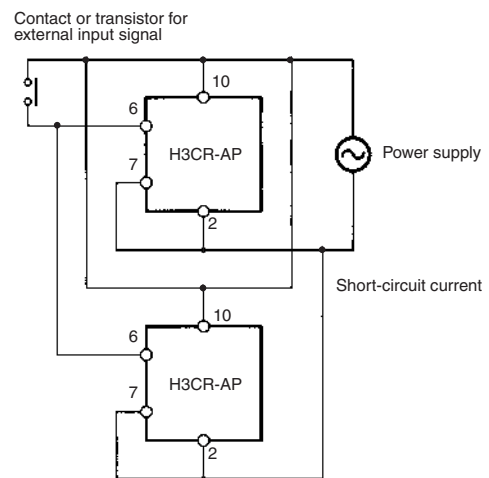 Contact or transistor for
external input signal
10
6
H3CR-AP
7
Power supply
2
Short-circuit current
10
6
H3CR-AP
7
2